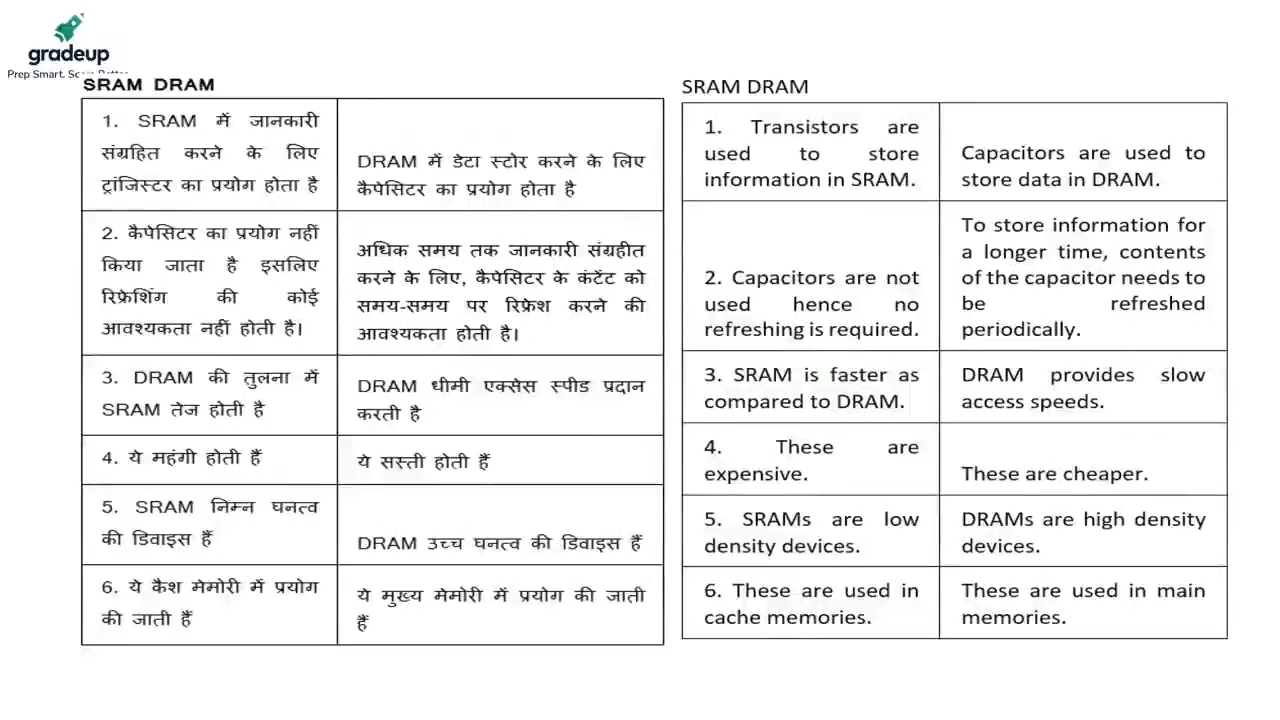 gradeup
Prep Smart. Score Better
SRAM DRAM
1. SRAM में जानकारी
संग्रहित करने के लिए
ट्रांजिस्टर का प्रयोग होता है
DRAM में डेटा स्टोर करने के लिए
कैपेसिटर का प्रयोग होता है
2. कैपेसिटर का प्रयोग नहीं
किया जाता है इसलिए
रिफ्रेशिंग की कोई
आवश्यकता नहीं होती है।
अधिक समय तक जानकारी संग्रहीत
करने के लिए, कैपेसिटर के कंटेंट को
समय-समय पर रिफ्रेश करने की
आवश्यकता होती है।
3. DRAM की तुलना में
SRAM तेज होती है
DRAM धीमी एक्सेस स्पीड प्रदान
करती है
4. ये महंगी होती हैं
ये सस्ती होती हैं
5. SRAM निम्न घनत्व
की डिवाइस हैं
DRAM उच्च घनत्व की डिवाइस हैं
6. ये कैश मेमोरी में प्रयोग
की जाती हैं
ये मुख्य मेमोरी में प्रयोग की जाती
हैं
SRAM DRAM
1. Transistors are
used to store
information in SRAM.
Capacitors are used to
store data in DRAM.
2. Capacitors are not
used hence no
refreshing is required.
To store information for
a longer time, contents
of the capacitor needs to
be refreshed
periodically.
3. SRAM is faster as
compared to DRAM.
DRAM provides slow
access speeds.
4. These are
expensive.
These are cheaper.
5. SRAMs are low
density devices.
DRAMs are high density
devices.
6. These are used in
cache memories.
These are used in main
memories.